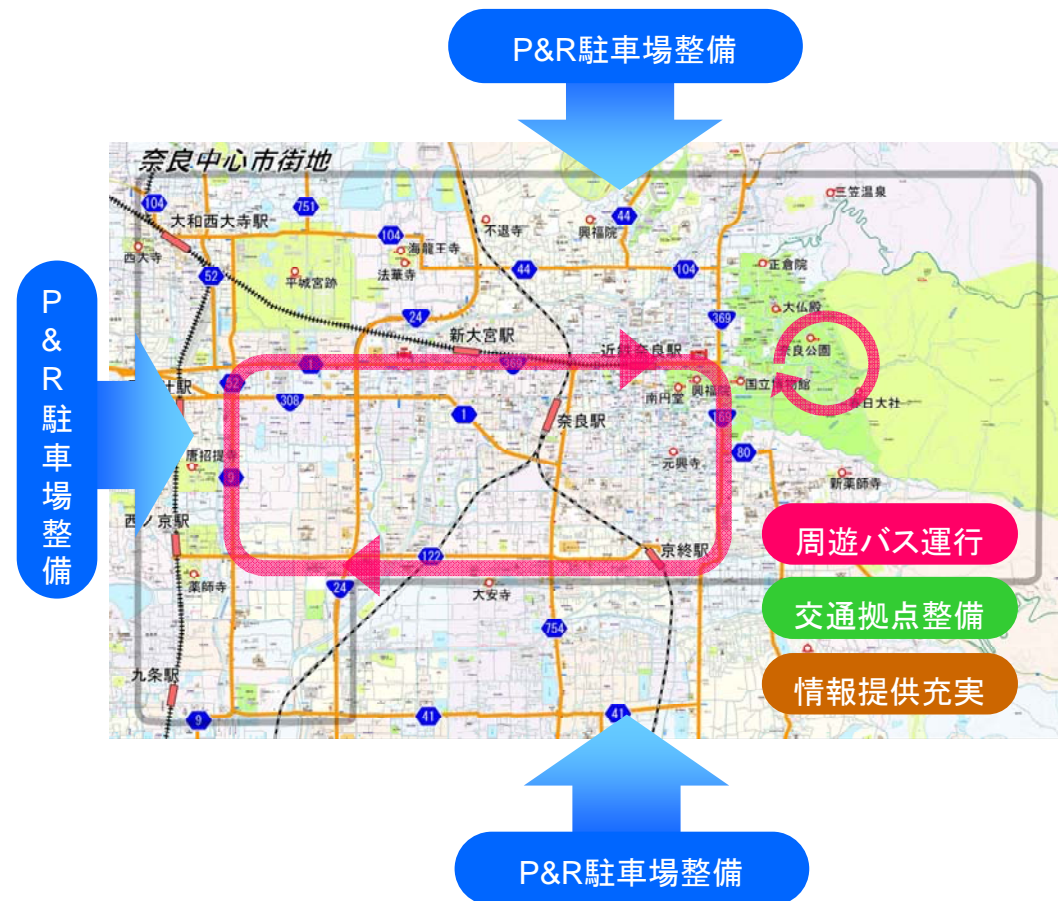 P&R駐車場整備
奈良中心市街地
三笠温泉
104
751
44
大和西大寺駅
不退寺
興福院
104
海龍王寺
西大寺
52
法華寺
44
104
正倉院
平城宮跡
大仏殿
24
369
新大宮駅
近鉄奈良駅
奈良公園
P&R駐車場整備
1
369
52
興福院
国立博物館
308
南円堂
春日大社
1
奈良駅
169
唐招提寺
元興寺
80
9
新薬師寺
西ノ京駅
周遊バス運行
122
京終駅
薬師寺
24
大安寺
交通拠点整備
754
九条駅
情報提供充実
9
41
41
P&R駐車場整備